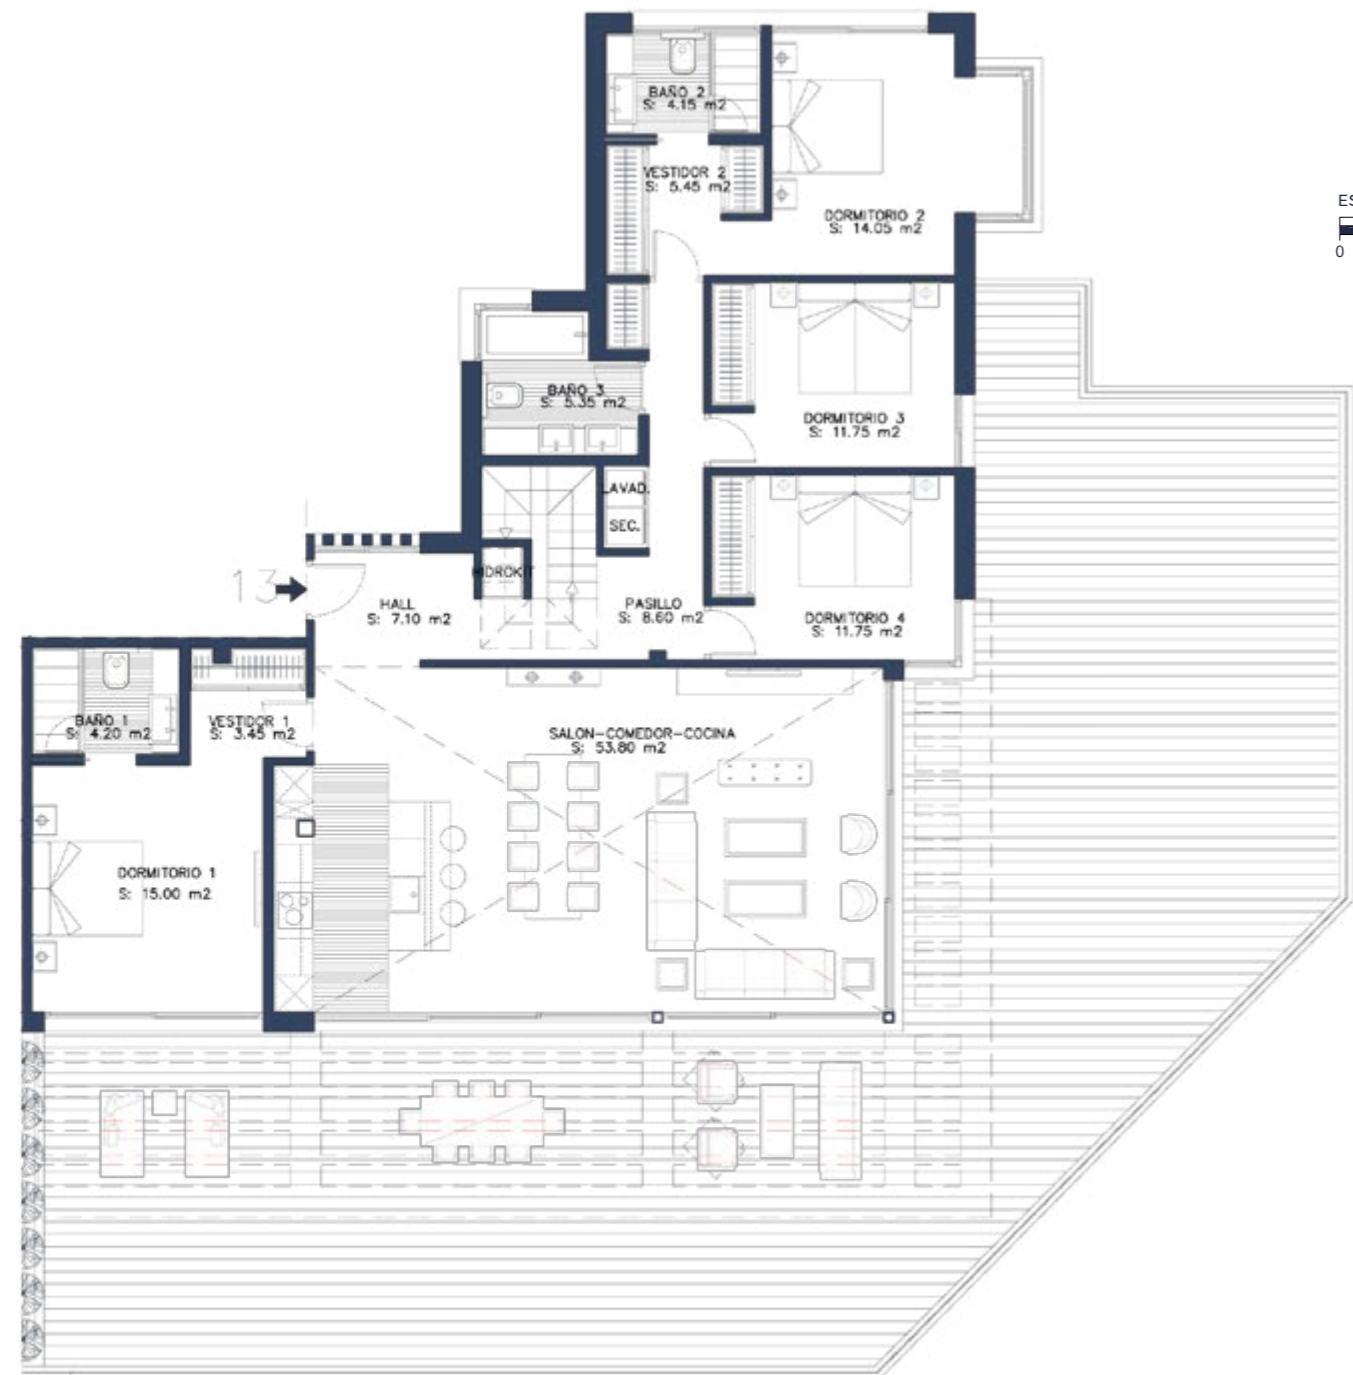 BAÑO 2
S: 4.15 m2
VESTIDOR 2
S: 5.45 m2
DORMITORIO 2
S: 14.05 m2
ES
0
BAÑO 3
S: 5.35 m2
DORMITORIO 3
S: 11.75 m2
LAVAD.
SEC.
HIDROKIT
13
HALL
S: 7.10 m2
PASILLO
S: 8.60 m2
DORMITORIO 4
S: 11.75 m2
BAÑO 1
S: 4.20 m2
VESTIDOR 1
S: 3.45 m2
SALON-COMEDOR-COCINA
S: 53.80 m2
DORMITORIO 1
S: 15.00 m2